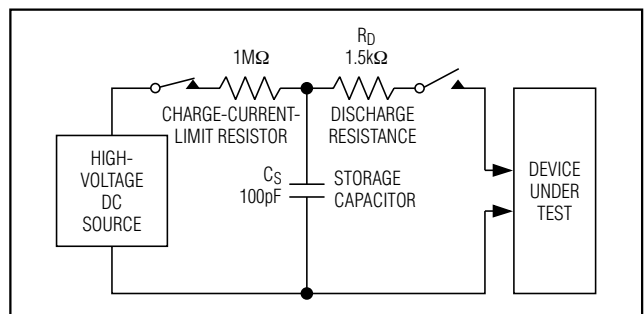 RD
1MΩ
1.5kΩ
CHARGE-CURRENT-
LIMIT RESISTOR
DISCHARGE
RESISTANCE
HIGH-
VOLTAGE
DC
SOURCE
CS
100pF
STORAGE
CAPACITOR
DEVICE
UNDER
TEST